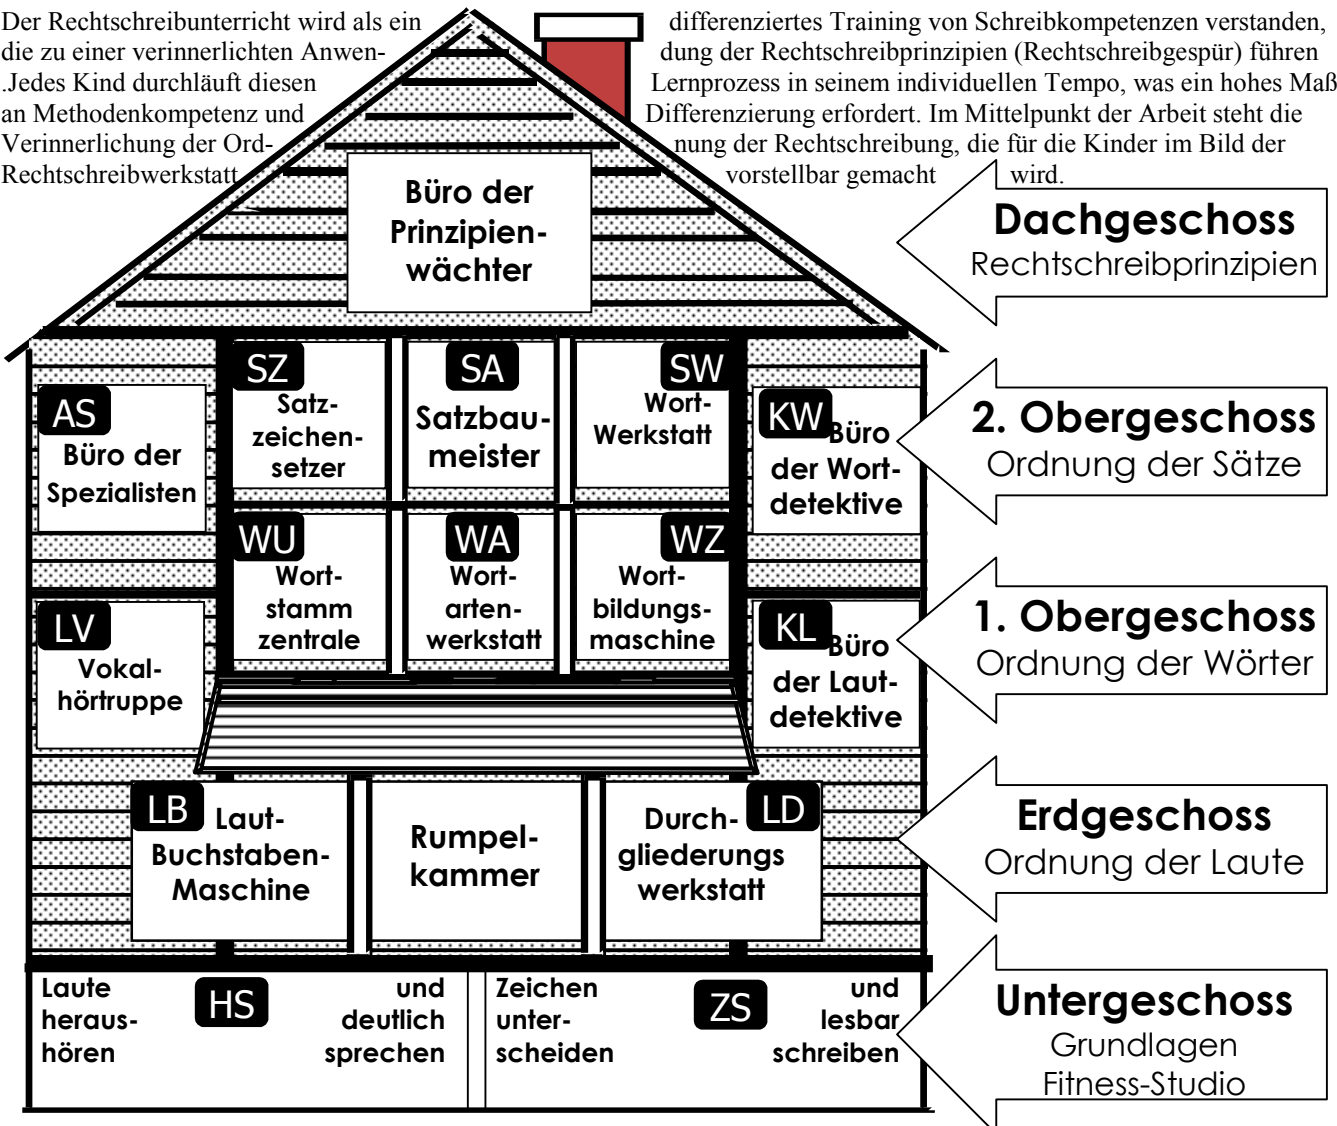 Der Rechtschreibunterricht wird als ein differenziertes Training von Schreibkompetenzen verstanden,
die zu einer verinnerlichten Anwen- dung der Rechtschreibprinzipien (Rechtschreibgespür) führen
.Jedes Kind durchläuft diesen Lernprozess in seinem individuellen Tempo, was ein hohes Maß
an Methodenkompetenz und Differenzierung erfordert. Im Mittelpunkt der Arbeit steht die
Verinnerlichung der Ord- nung der Rechtschreibung, die für die Kinder im Bild der
Rechtschreibwerkstatt vorstellbar gemacht wird.
Büro der
Prinzipien-
wächter
Dachgeschoss
Rechtschreibprinzipien
AS
Büro der
Spezialisten
SZ
Satz-
zeichen-
setzer
SA
Satzbau-
meister
SW
Wort-
Werkstatt
KW
Büro
der Wort-
detektive
2. Obergeschoss
Ordnung der Sätze
LV
Vokal-
hörtruppe
WU
Wort-
stamm
zentrale
WA
Wort-
arten-
werkstatt
WZ
Wort-
bildungs-
maschine
KL
Büro
der Laut-
detektive
1. Obergeschoss
Ordnung der Wörter
LB
Laut-
Buchstaben-
Maschine
Rumpel-
kammer
LD
Durch-
gliederungs
werkstatt
Erdgeschoss
Ordnung der Laute
HS
Laute und
heraus- deutlich
hören sprechen
ZS
Zeichen und
unter- lesbar
scheiden schreiben
Untergeschoss
Grundlagen
Fitness-Studio